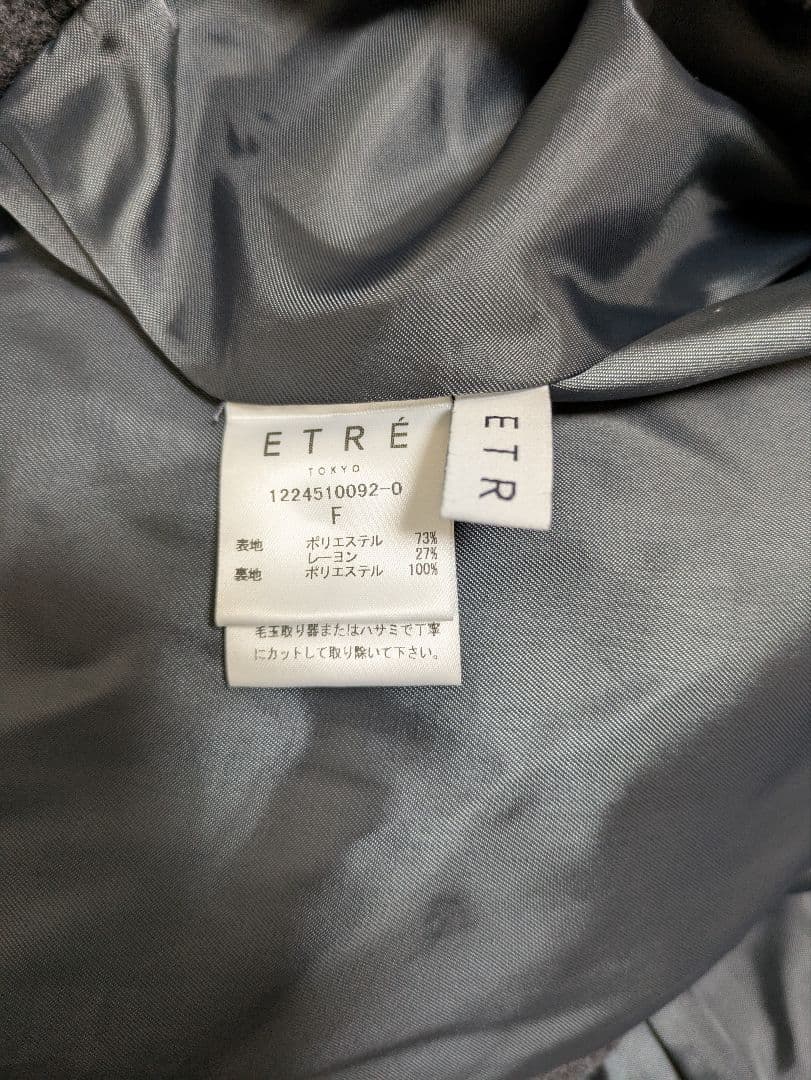 ETRÉ
TOKYO
1224510092-0
F
表地 ポリエステル 73%
レーヨン 27%
裏地 ポリエステル 100%
毛玉取り器またはハサミで丁寧
にカットして取り除いて下さい。
ETR